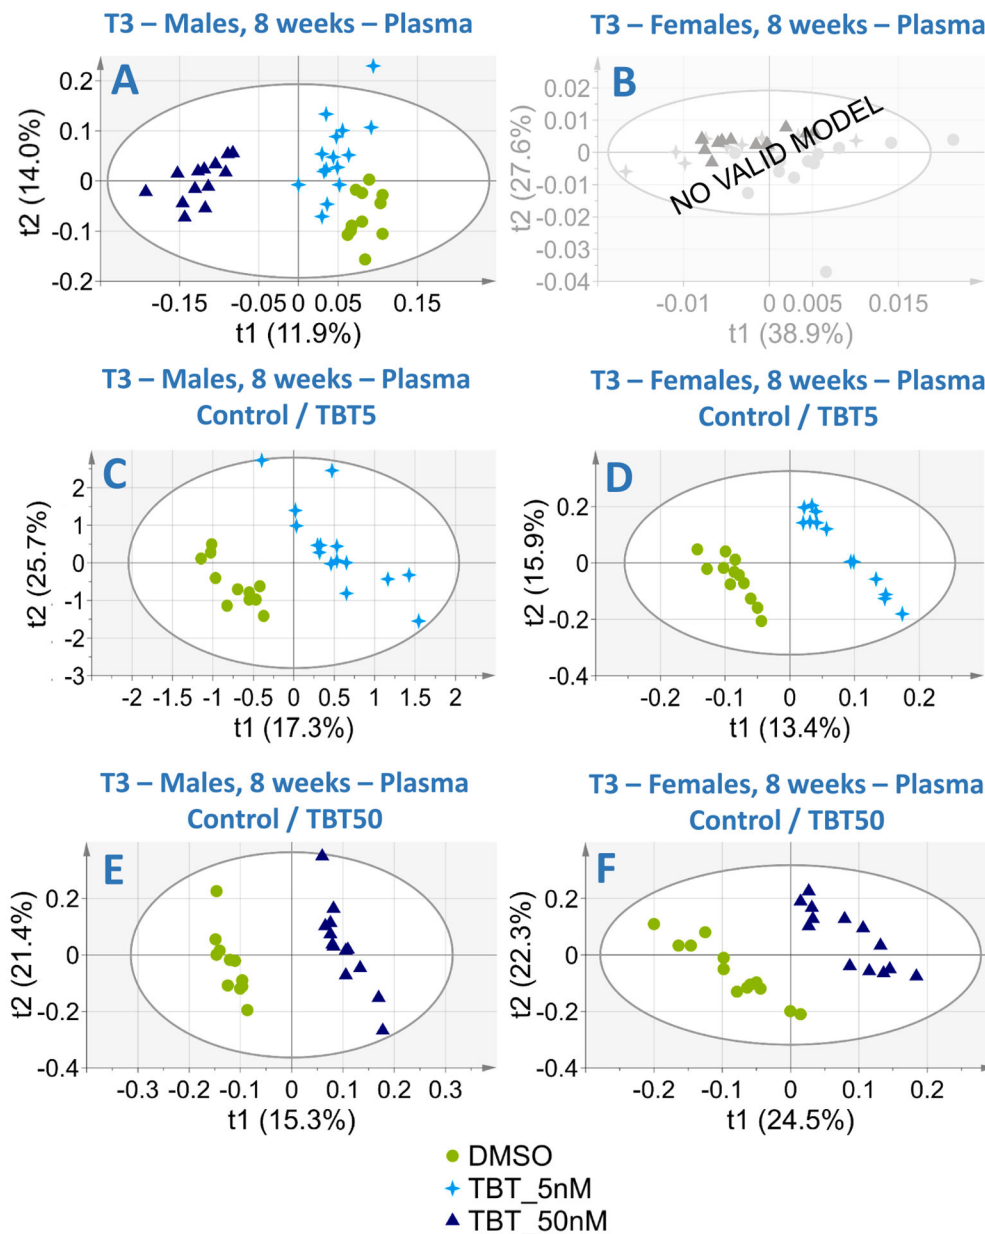 T3 – Males, 8 weeks – Plasma
T3 – Females, 8 weeks – Plasma
A
0.2
0.1
0
-0.1
-0.2
t2 (14.0%)
-0.15
-0.05
0
0.05
0.15
t1 (11.9%)
B
NO VALID MODEL
0.02
0.01
0
-0.01
-0.02
-0.03
-0.04
t2 (27.6%)
-0.01
0
0.005
0.015
t1 (38.9%)
T3 – Males, 8 weeks – Plasma
Control / TBT5
T3 – Females, 8 weeks – Plasma
Control / TBT5
C
2
1
0
-1
-2
-3
t2 (25.7%)
-2
-1.5
-1
-0.5
0
0.5
1
1.5
2
t1 (17.3%)
D
0.2
0
-0.2
-0.4
t2 (15.9%)
-0.2
-0.1
0
0.1
0.2
t1 (13.4%)
T3 – Males, 8 weeks – Plasma
Control / TBT50
T3 – Females, 8 weeks – Plasma
Control / TBT50
E
0.2
0
-0.2
-0.4
t2 (21.4%)
-0.3
-0.2
-0.1
0
0.1
0.2
0.3
t1 (15.3%)
F
0.2
0
-0.2
-0.4
t2 (22.3%)
-0.2
-0.1
0
0.1
0.2
t1 (24.5%)
DMSO
TBT_5nM
TBT_50nM